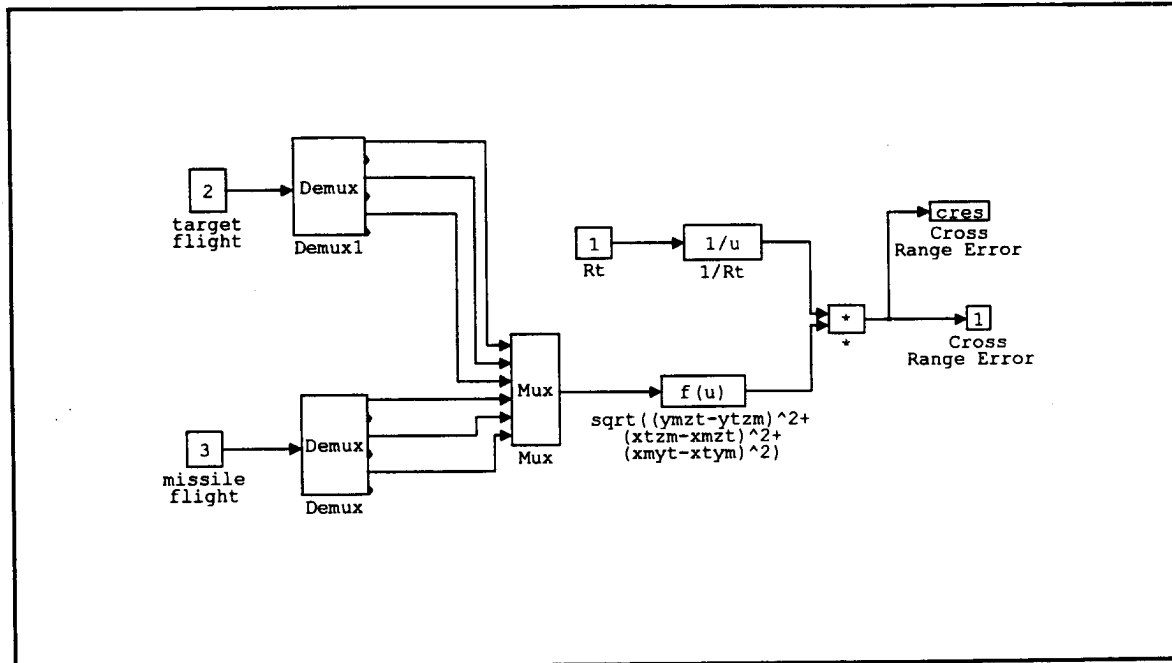 Demux
2
target
flight
Demux1
1
Rt
1/u
1/Rt
cres
Cross
Range Error
*
*
1
Cross
Range Error
Mux
Mux
f(u)
sqrt((ymzt-ytzm)^2+
(xtzm-xmzt)^2+
(xmyt-xtym)^2)
3
missile
flight
Demux
Demux